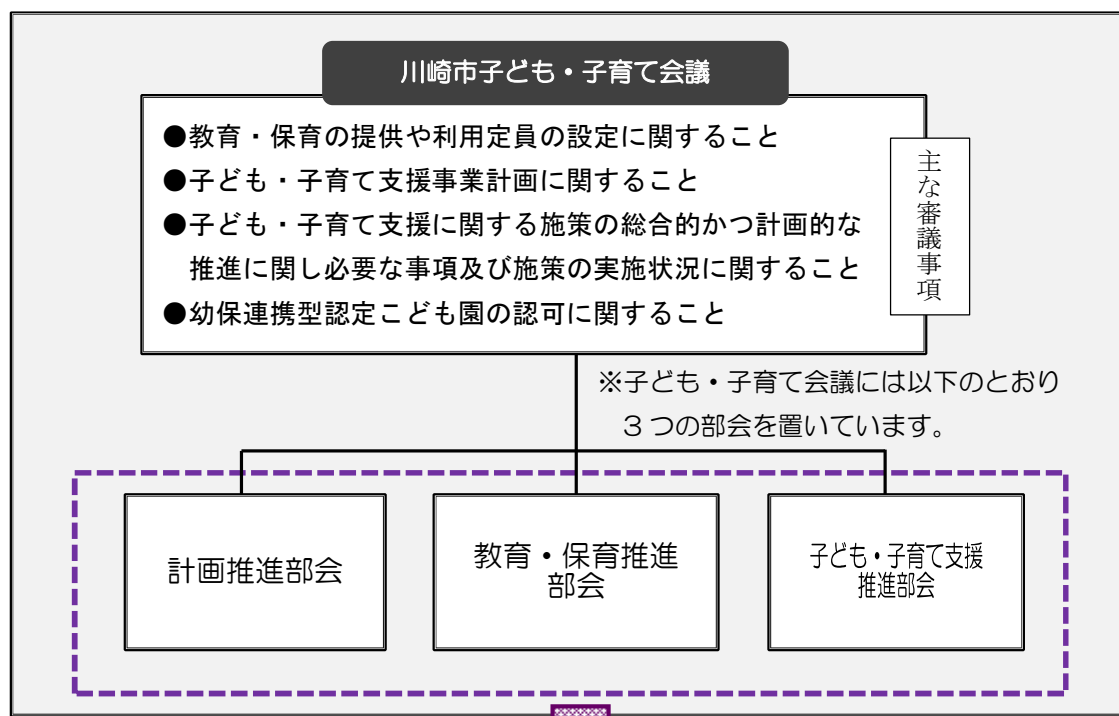 川崎市子ども・子育て会議
●教育・保育の提供や利用定員の設定に関すること
●子ども・子育て支援事業計画に関すること
●子ども・子育て支援に関する施策の総合的かつ計画的な
推進に関し必要な事項及び施策の実施状況に関すること
●幼保連携型認定こども園の認可に関すること
主な審議事項
※子ども・子育て会議には以下のとおり
3つの部会を置いています。
計画推進部会
教育・保育推進
部会
子ども・子育て支援
推進部会